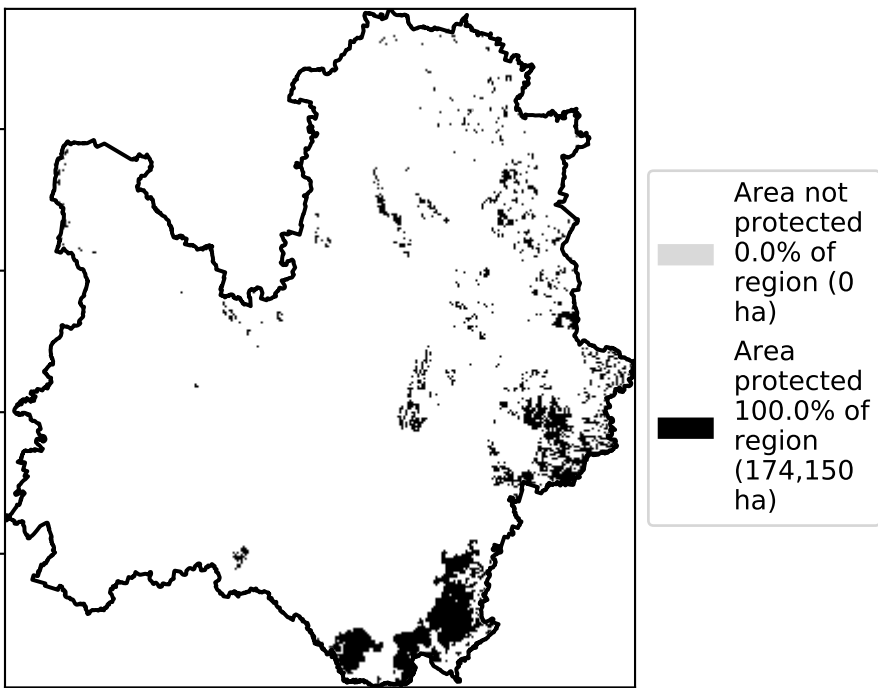 Area not
protected
0.0% of
region (0
ha)
Area
protected
100.0% of
region
(174,150
ha)